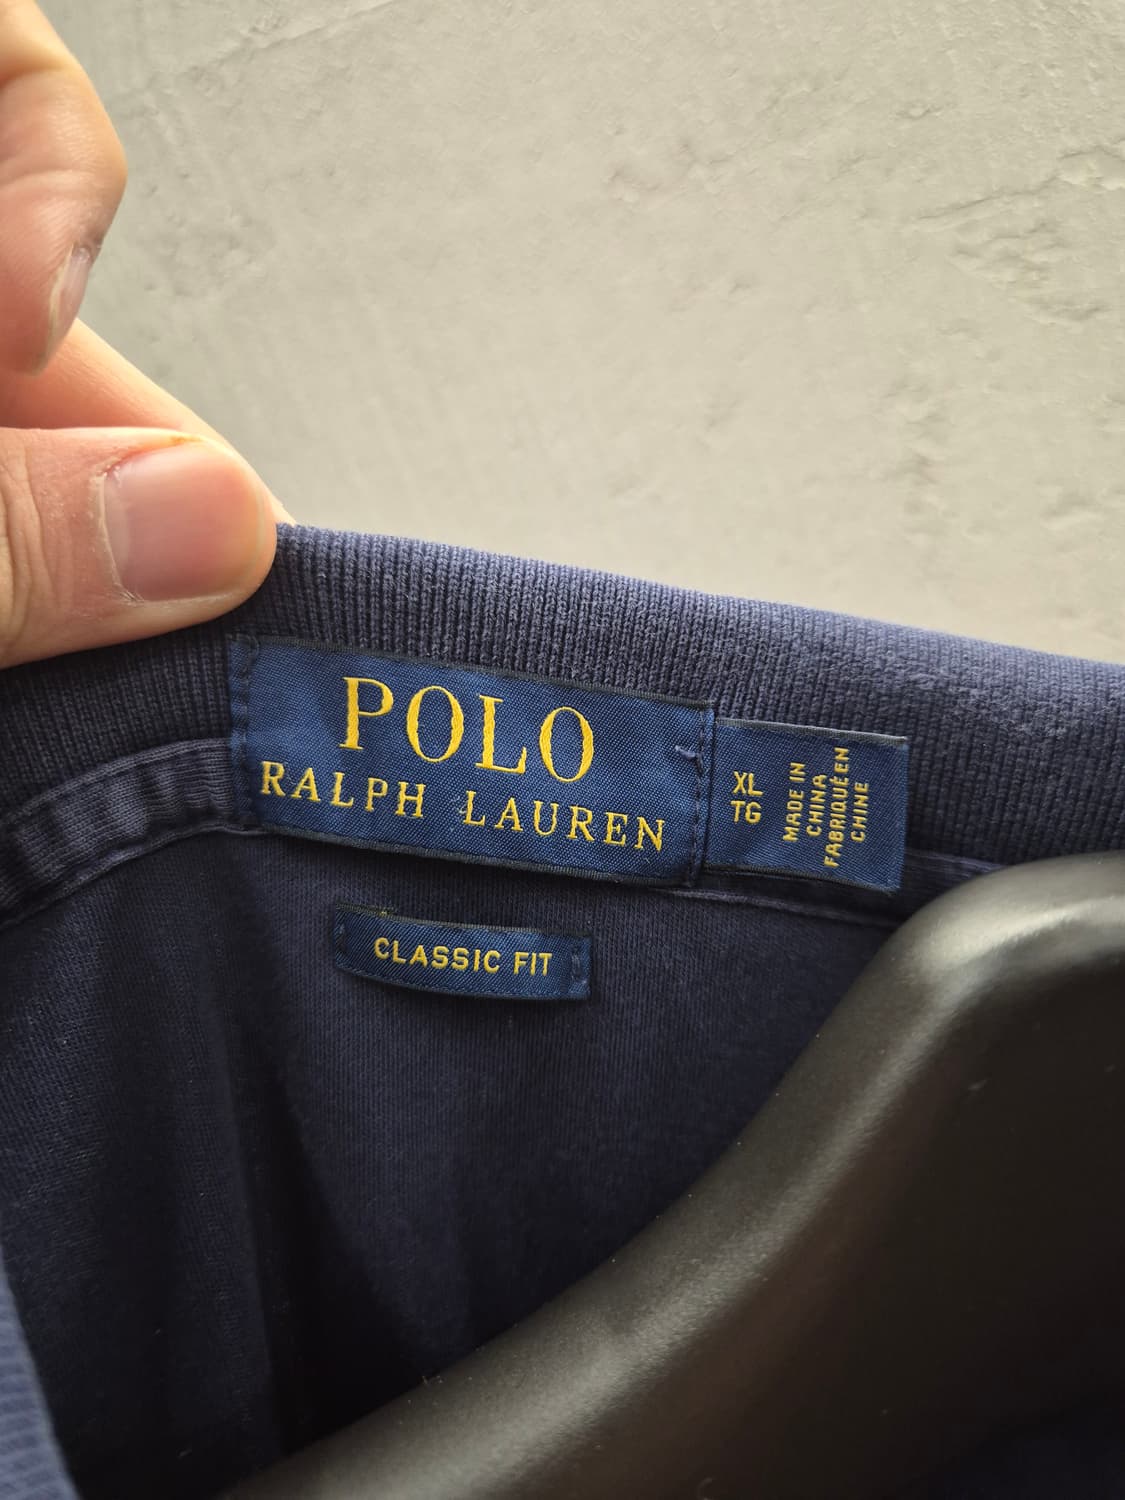 POLO
RALPH LAUREN
XL
TG
MADE IN
CHINA
FABRIQUÉ EN
CHINE
CLASSIC FIT